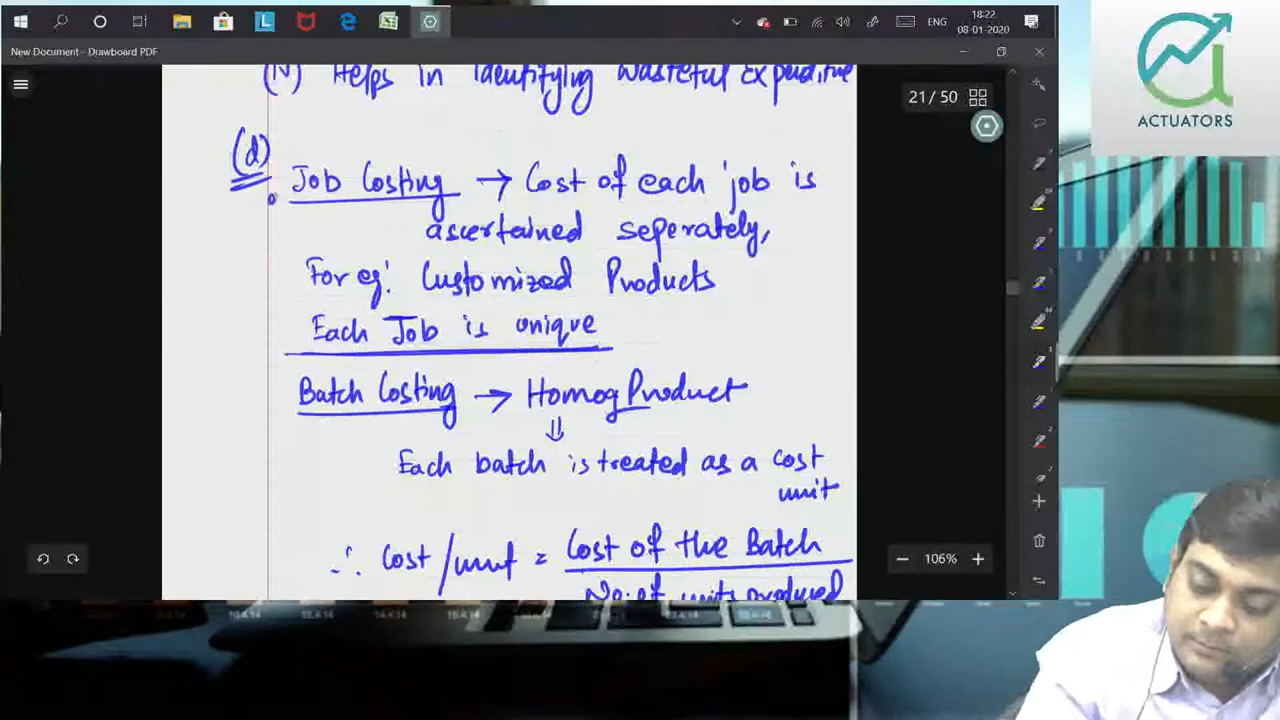 ENG
18:22
08-01-2020
New Document - Drawboard PDF
(iv) Helps in identifying wasteful Expenditure
21 / 50
ACTUATORS
(d)
Job Costing → Cost of each job is
ascertained seperately,
For eg: Customized Products
Each Job is unique
Batch Costing → Homog Product
⇓
Each batch is treated as a cost
unit
∴ Cost/unit = Cost of the Batch
No. of units produced
106%